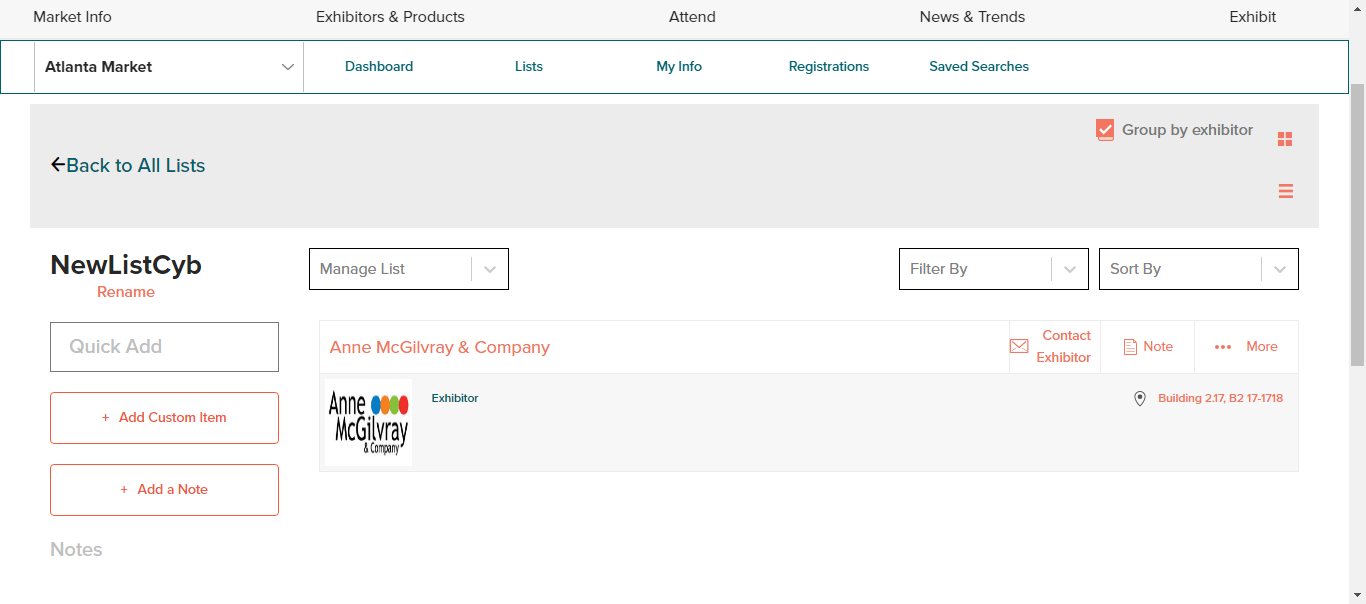 Market Info
Exhibitors & Products
Attend
News & Trends
Exhibit
Atlanta Market
Dashboard
Lists
My Info
Registrations
Saved Searches
Group by exhibitor
Back to All Lists
NewListCyb
Rename
Manage List
Filter By
Sort By
Quick Add
+ Add Custom Item
+ Add a Note
Notes
Anne McGilvray & Company
Contact
Exhibitor
Note
More
Anne
McGilvray
& Company
Exhibitor
Building 2.17, B2 17-1718